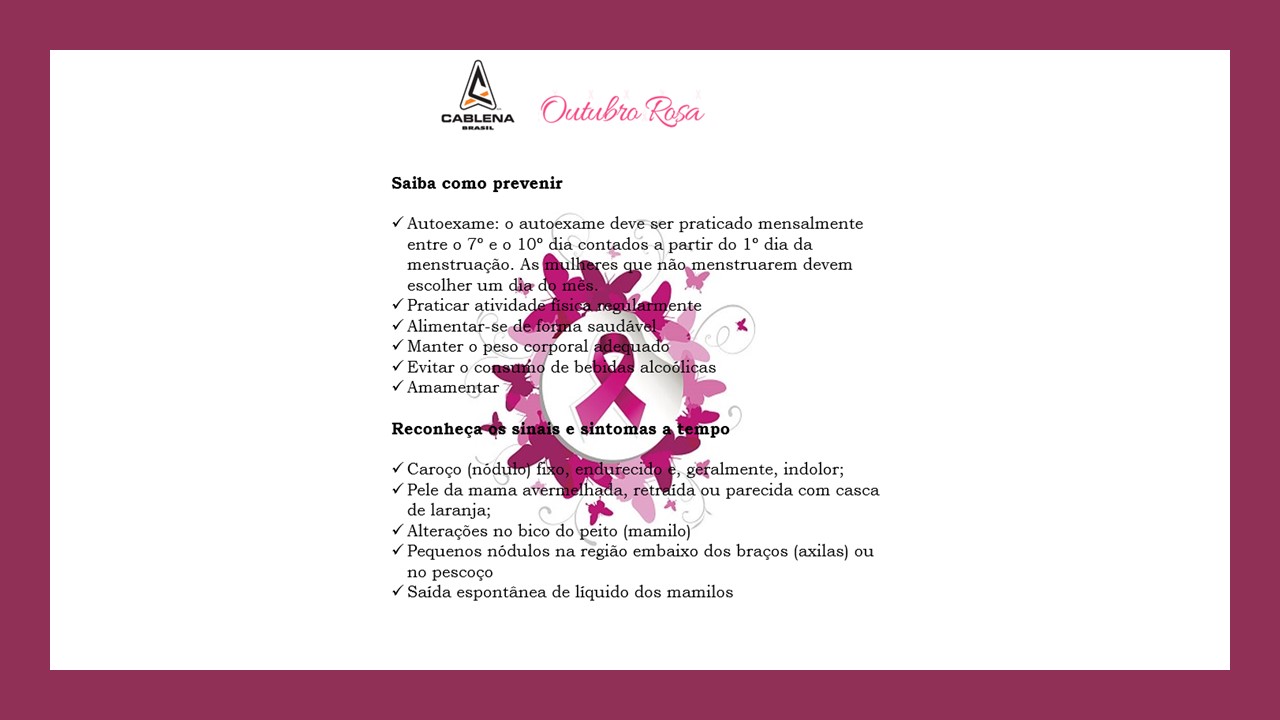 CABLENA
BRASIL
Outubro Rosa
Saiba como prevenir
✓ Autoexame: o autoexame deve ser praticado mensalmente
entre o 7º e o 10º dia contados a partir do 1º dia da
menstruação. As mulheres que não menstruarem devem
escolher um dia do mês.
✓ Praticar atividade física regularmente
✓ Alimentar-se de forma saudável
✓ Manter o peso corporal adequado
✓ Evitar o consumo de bebidas alcoólicas
✓ Amamentar
Reconheça os sinais e sintomas a tempo
✓ Caroço (nódulo) fixo, endurecido e, geralmente, indolor;
✓ Pele da mama avermelhada, retraída ou parecida com casca
de laranja;
✓ Alterações no bico do peito (mamilo)
✓ Pequenos nódulos na região embaixo dos braços (axilas) ou
no pescoço
✓ Saída espontânea de líquido dos mamilos